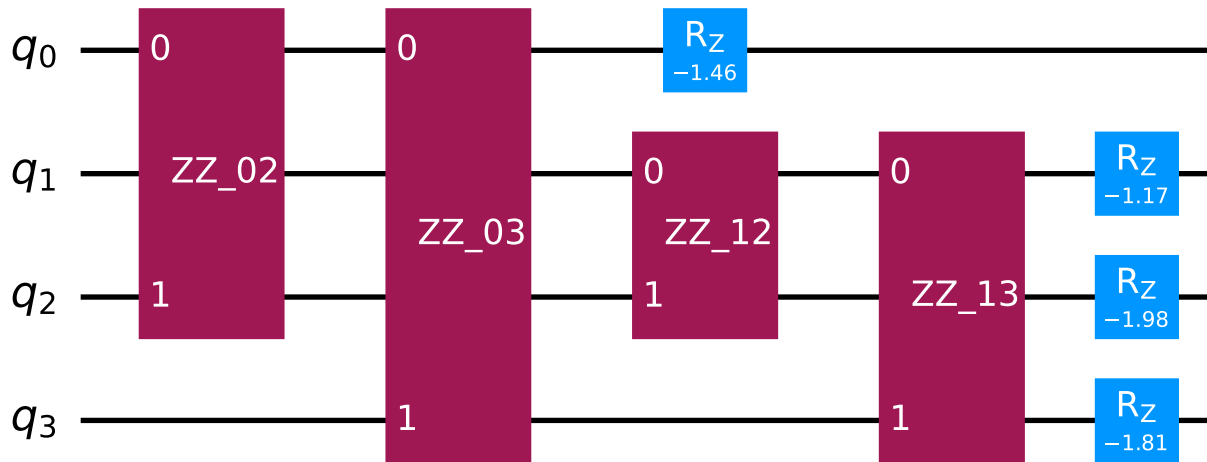 q0 0 0 RZ
−1.46
q1 ZZ_02 0 0 RZ
−1.17
ZZ_03 ZZ_12
q2 1 1 ZZ_13 RZ
−1.98
q3 1 1 RZ
−1.81